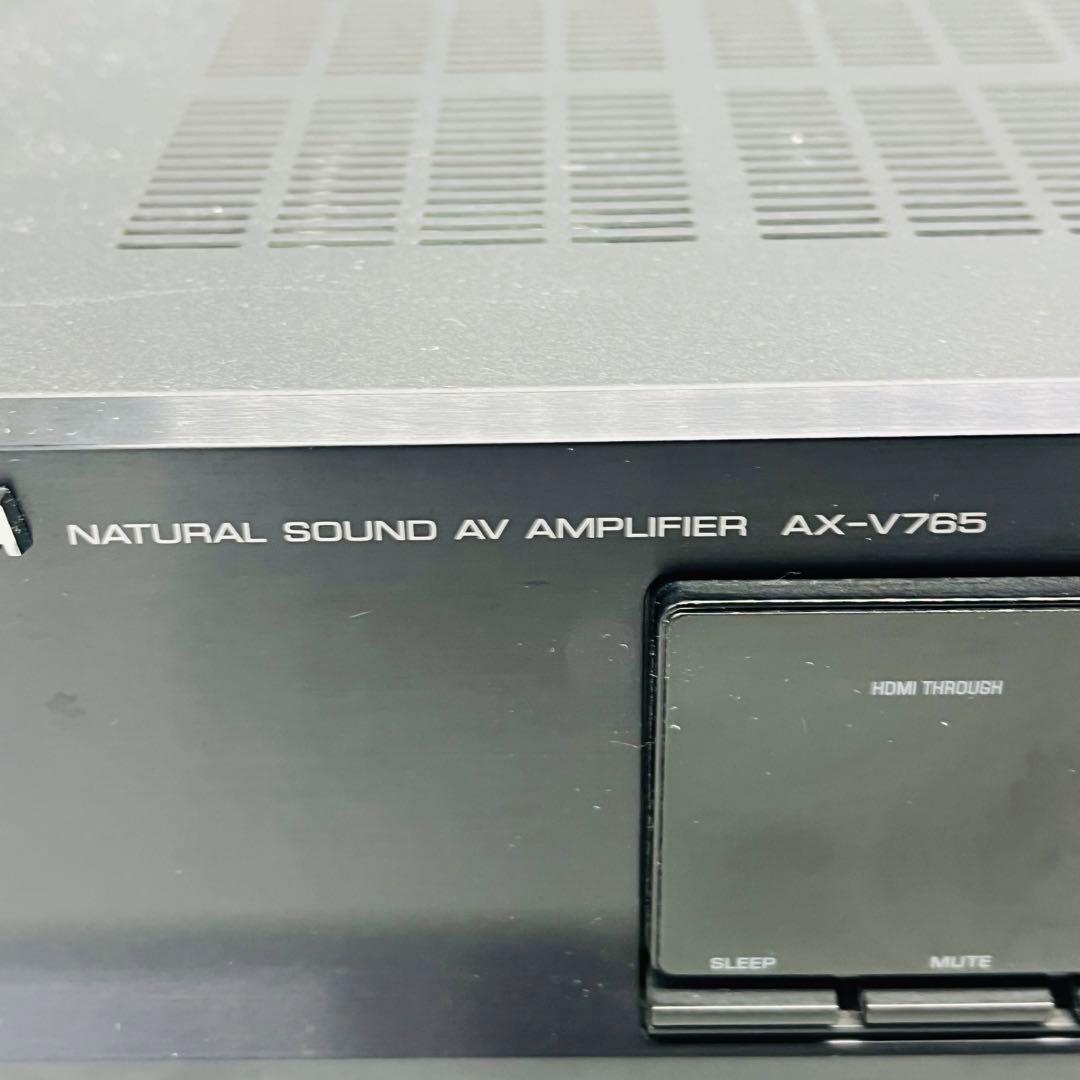 A NATURAL SOUND AV AMPLIFIER AX-V765
HDMI THROUGH
SLEEP MUTE